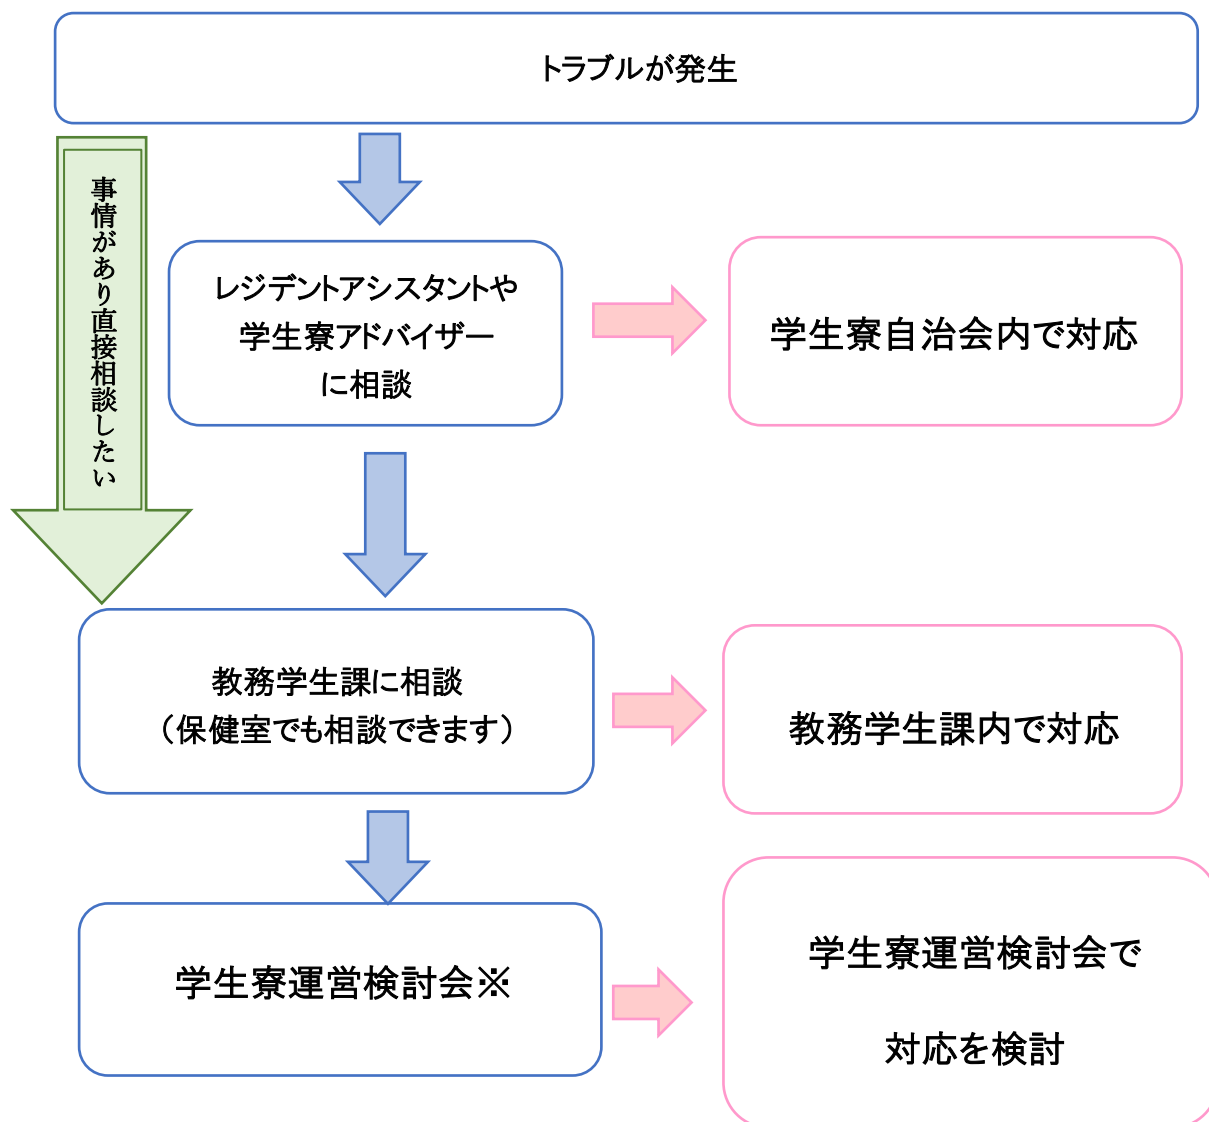 トラブルが発生
事情があり直接相談したい
レジデントアシスタントや
学生寮アドバイザー
に相談
学生寮自治会内で対応
教務学生課に相談
（保健室でも相談できます）
教務学生課内で対応
学生寮運営検討会※
学生寮運営検討会で
対応を検討